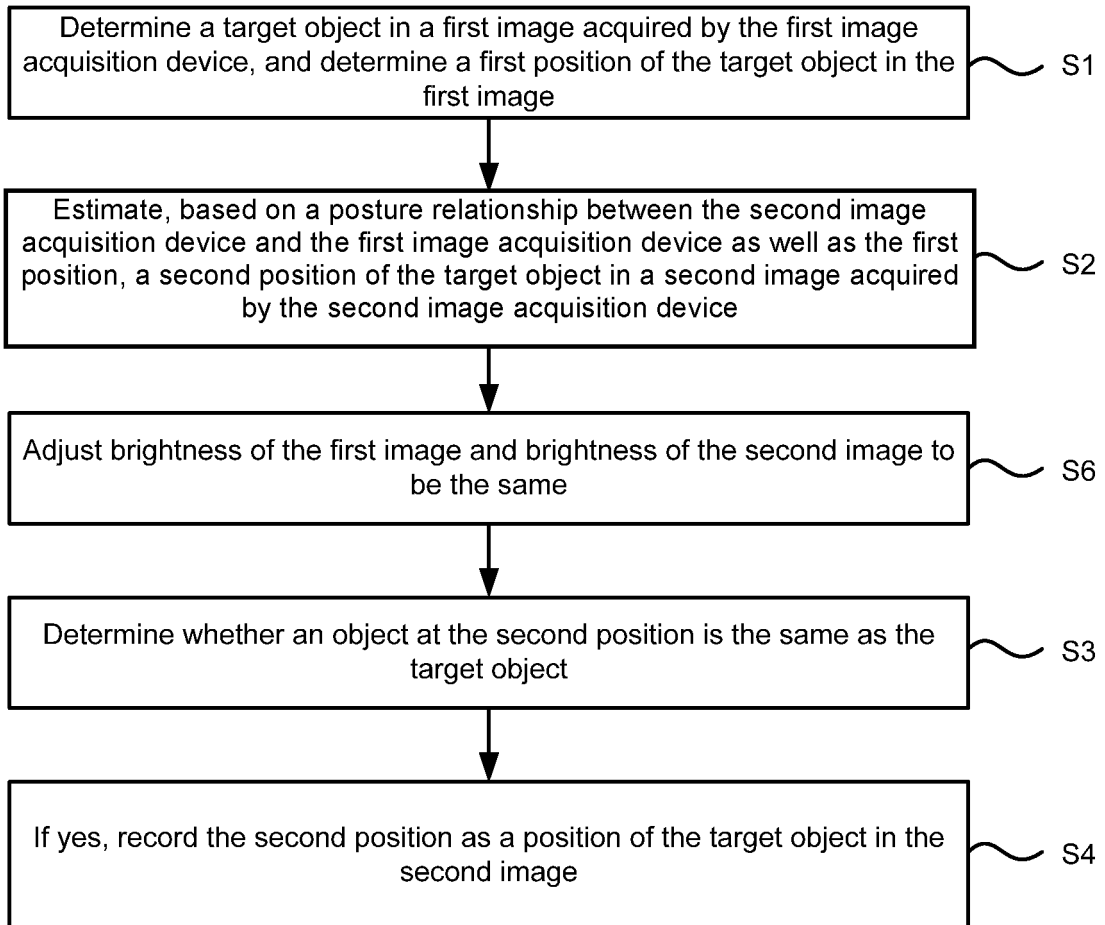 Determine a target object in a first image acquired by the first image
acquisition device, and determine a first position of the target object in the
first image
S1
Estimate, based on a posture relationship between the second image
acquisition device and the first image acquisition device as well as the first
position, a second position of the target object in a second image acquired
by the second image acquisition device
S2
Adjust brightness of the first image and brightness of the second image to
be the same
S6
Determine whether an object at the second position is the same as the
target object
S3
If yes, record the second position as a position of the target object in the
second image
S4